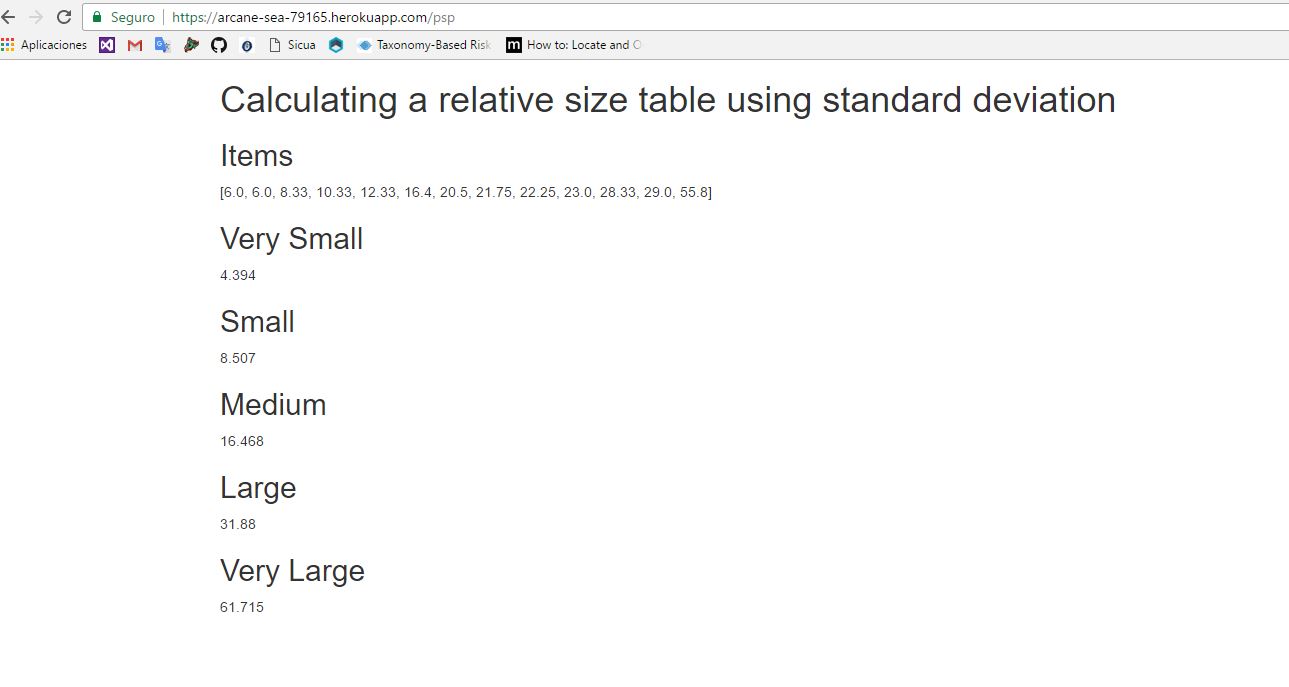 Seguro https://arcane-sea-79165.herokuapp.com/psp
Aplicaciones Sicua Taxonomy-Based Risk m How to: Locate and O
Calculating a relative size table using standard deviation
Items
[6.0, 6.0, 8.33, 10.33, 12.33, 16.4, 20.5, 21.75, 22.25, 23.0, 28.33, 29.0, 55.8]
Very Small
4.394
Small
8.507
Medium
16.468
Large
31.88
Very Large
61.715